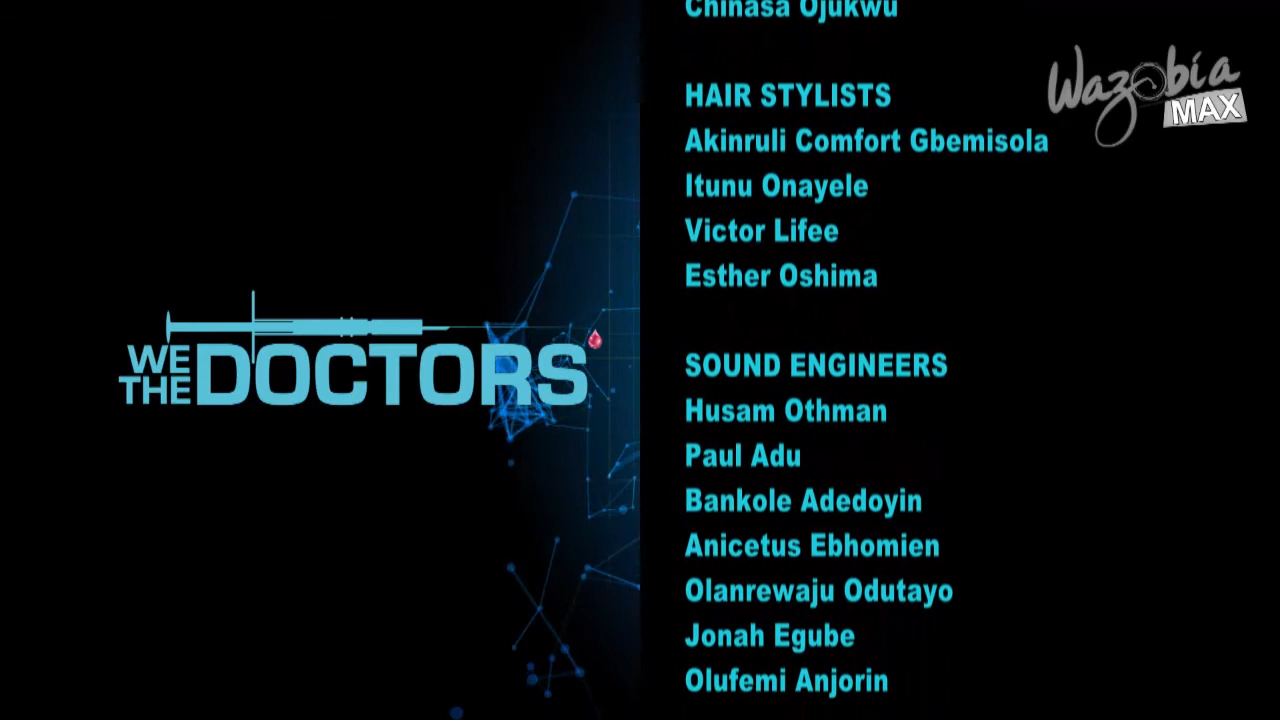 WE
THE DOCTORS
Chinasa Ojukwu
HAIR STYLISTS
Akinruli Comfort Gbemisola
Itunu Onayele
Victor Lifee
Esther Oshima
SOUND ENGINEERS
Husam Othman
Paul Adu
Bankole Adedoyin
Anicetus Ebhomien
Olanrewaju Odutayo
Jonah Egube
Olufemi Anjorin
Wazobia
MAX